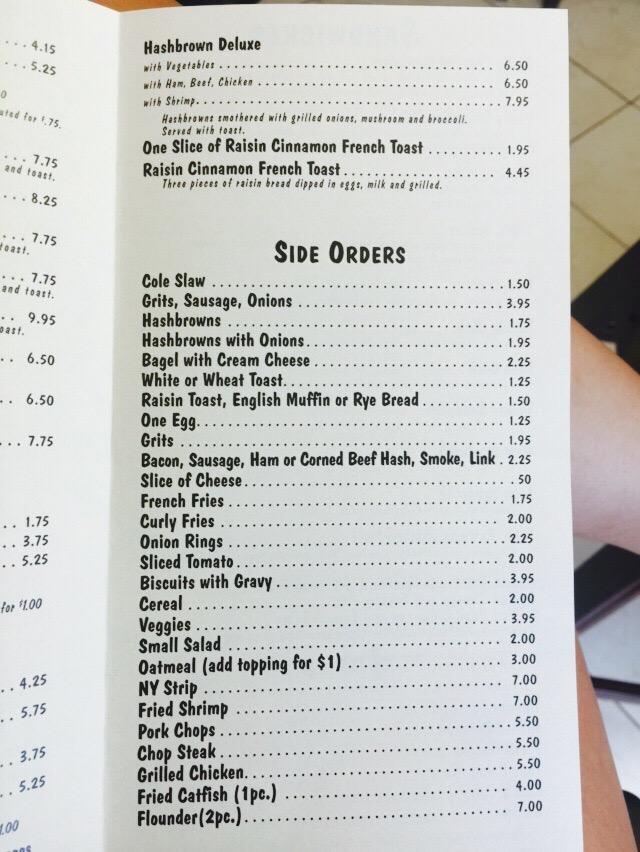 ... 4.15
... 5.25
0
uted for $.75.
... 7.75
and toast.
... 8.25
... 7.75
oast.
... 7.75
and toast.
.. 9.95
oast.
.. 6.50
.. 6.50
... 7.75
.. 1.75
... 3.75
... 5.25
for $1.00
.. 4.25
.. 5.75
.. 3.75
.. 5.25
1.00
Hashbrown Deluxe
with Vegetables ........ 6.50
with Ham, Beef, Chicken ........ 6.50
with Shrimp ........ 7.95
Hashbrowns smothered with grilled onions, mushroom and broccoli.
Served with toast.
One Slice of Raisin Cinnamon French Toast ........ 1.95
Raisin Cinnamon French Toast ........ 4.45
Three pieces of raisin bread dipped in eggs, milk and grilled.
SIDE ORDERS
Cole Slaw ........ 1.50
Grits, Sausage, Onions ........ 3.95
Hashbrowns ........ 1.75
Hashbrowns with Onions ........ 1.95
Bagel with Cream Cheese ........ 2.25
White or Wheat Toast ........ 1.25
Raisin Toast, English Muffin or Rye Bread ........ 1.50
One Egg ........ 1.25
Grits ........ 1.95
Bacon, Sausage, Ham or Corned Beef Hash, Smoke, Link . 2.25
Slice of Cheese ........ 50
French Fries ........ 1.75
Curly Fries ........ 2.00
Onion Rings ........ 2.25
Sliced Tomato ........ 2.00
Biscuits with Gravy ........ 3.95
Cereal ........ 2.00
Veggies ........ 3.95
Small Salad ........ 2.00
Oatmeal (add topping for $1) ........ 3.00
NY Strip ........ 7.00
Fried Shrimp ........ 7.00
Pork Chops ........ 5.50
Chop Steak ........ 5.50
Grilled Chicken ........ 5.50
Fried Catfish (1pc.) ........ 4.00
Flounder(2pc.) ........ 7.00